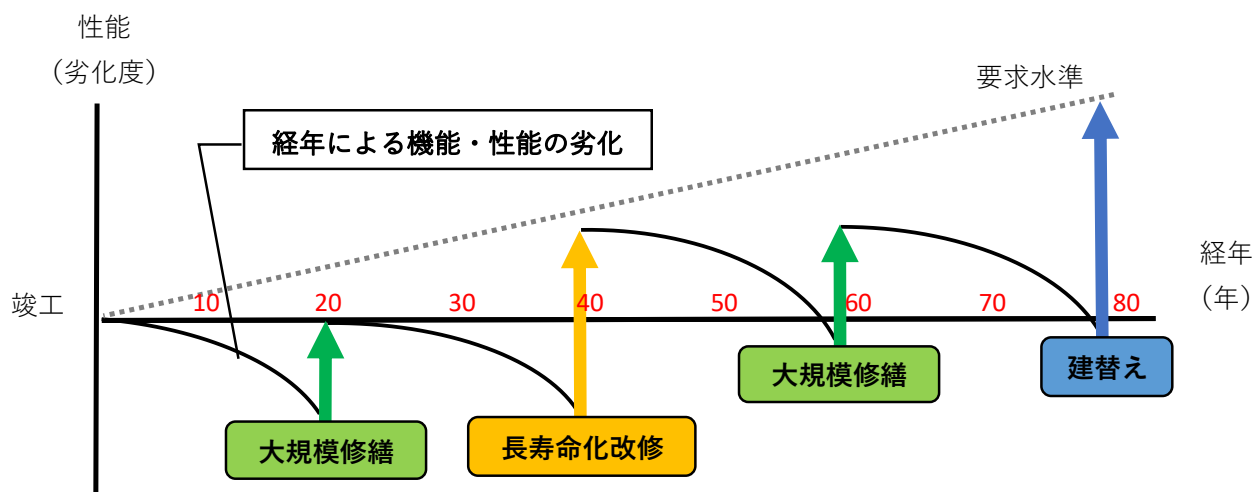 性能
（劣化度）
要求水準
経年による機能・性能の劣化
経年
（年）
竣工
10
20
30
40
50
60
70
80
大規模修繕
建替え
大規模修繕
長寿命化改修